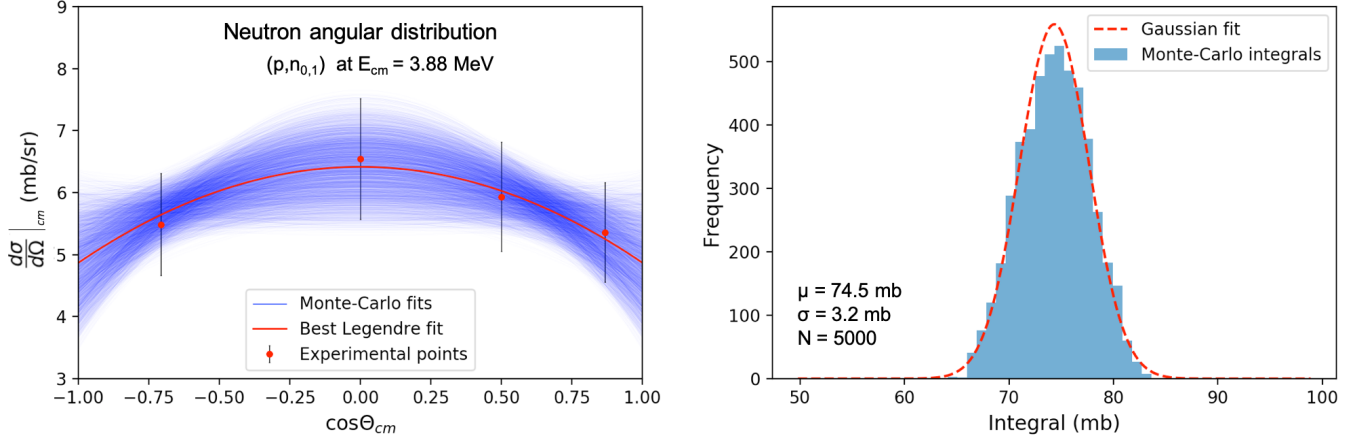 Neutron angular distribution
(p,n0,1) at Ecm = 3.88 MeV
dσ/dΩ|cm (mb/sr)
9
8
7
6
5
4
3
Monte-Carlo fits
Best Legendre fit
Experimental points
−1.00 −0.75 −0.50 −0.25 0.00 0.25 0.50 0.75 1.00
cosΘcm
Gaussian fit
Monte-Carlo integrals
Frequency
500
400
300
200
100
0
μ = 74.5 mb
σ = 3.2 mb
N = 5000
50 60 70 80 90 100
Integral (mb)